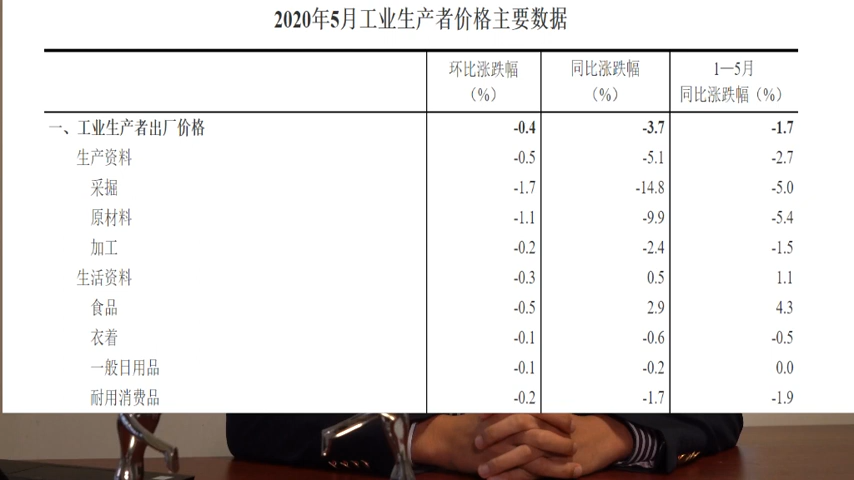 2020年5月工业生产者价格主要数据
环比涨跌幅 同比涨跌幅 1—5月
（%） （%） 同比涨跌幅（%）
一、工业生产者出厂价格 -0.4 -3.7 -1.7
生产资料 -0.5 -5.1 -2.7
采掘 -1.7 -14.8 -5.0
原材料 -1.1 -9.9 -5.4
加工 -0.2 -2.4 -1.5
生活资料 -0.3 0.5 1.1
食品 -0.5 2.9 4.3
衣着 -0.1 -0.6 -0.5
一般日用品 -0.1 -0.2 0.0
耐用消费品 -0.2 -1.7 -1.9